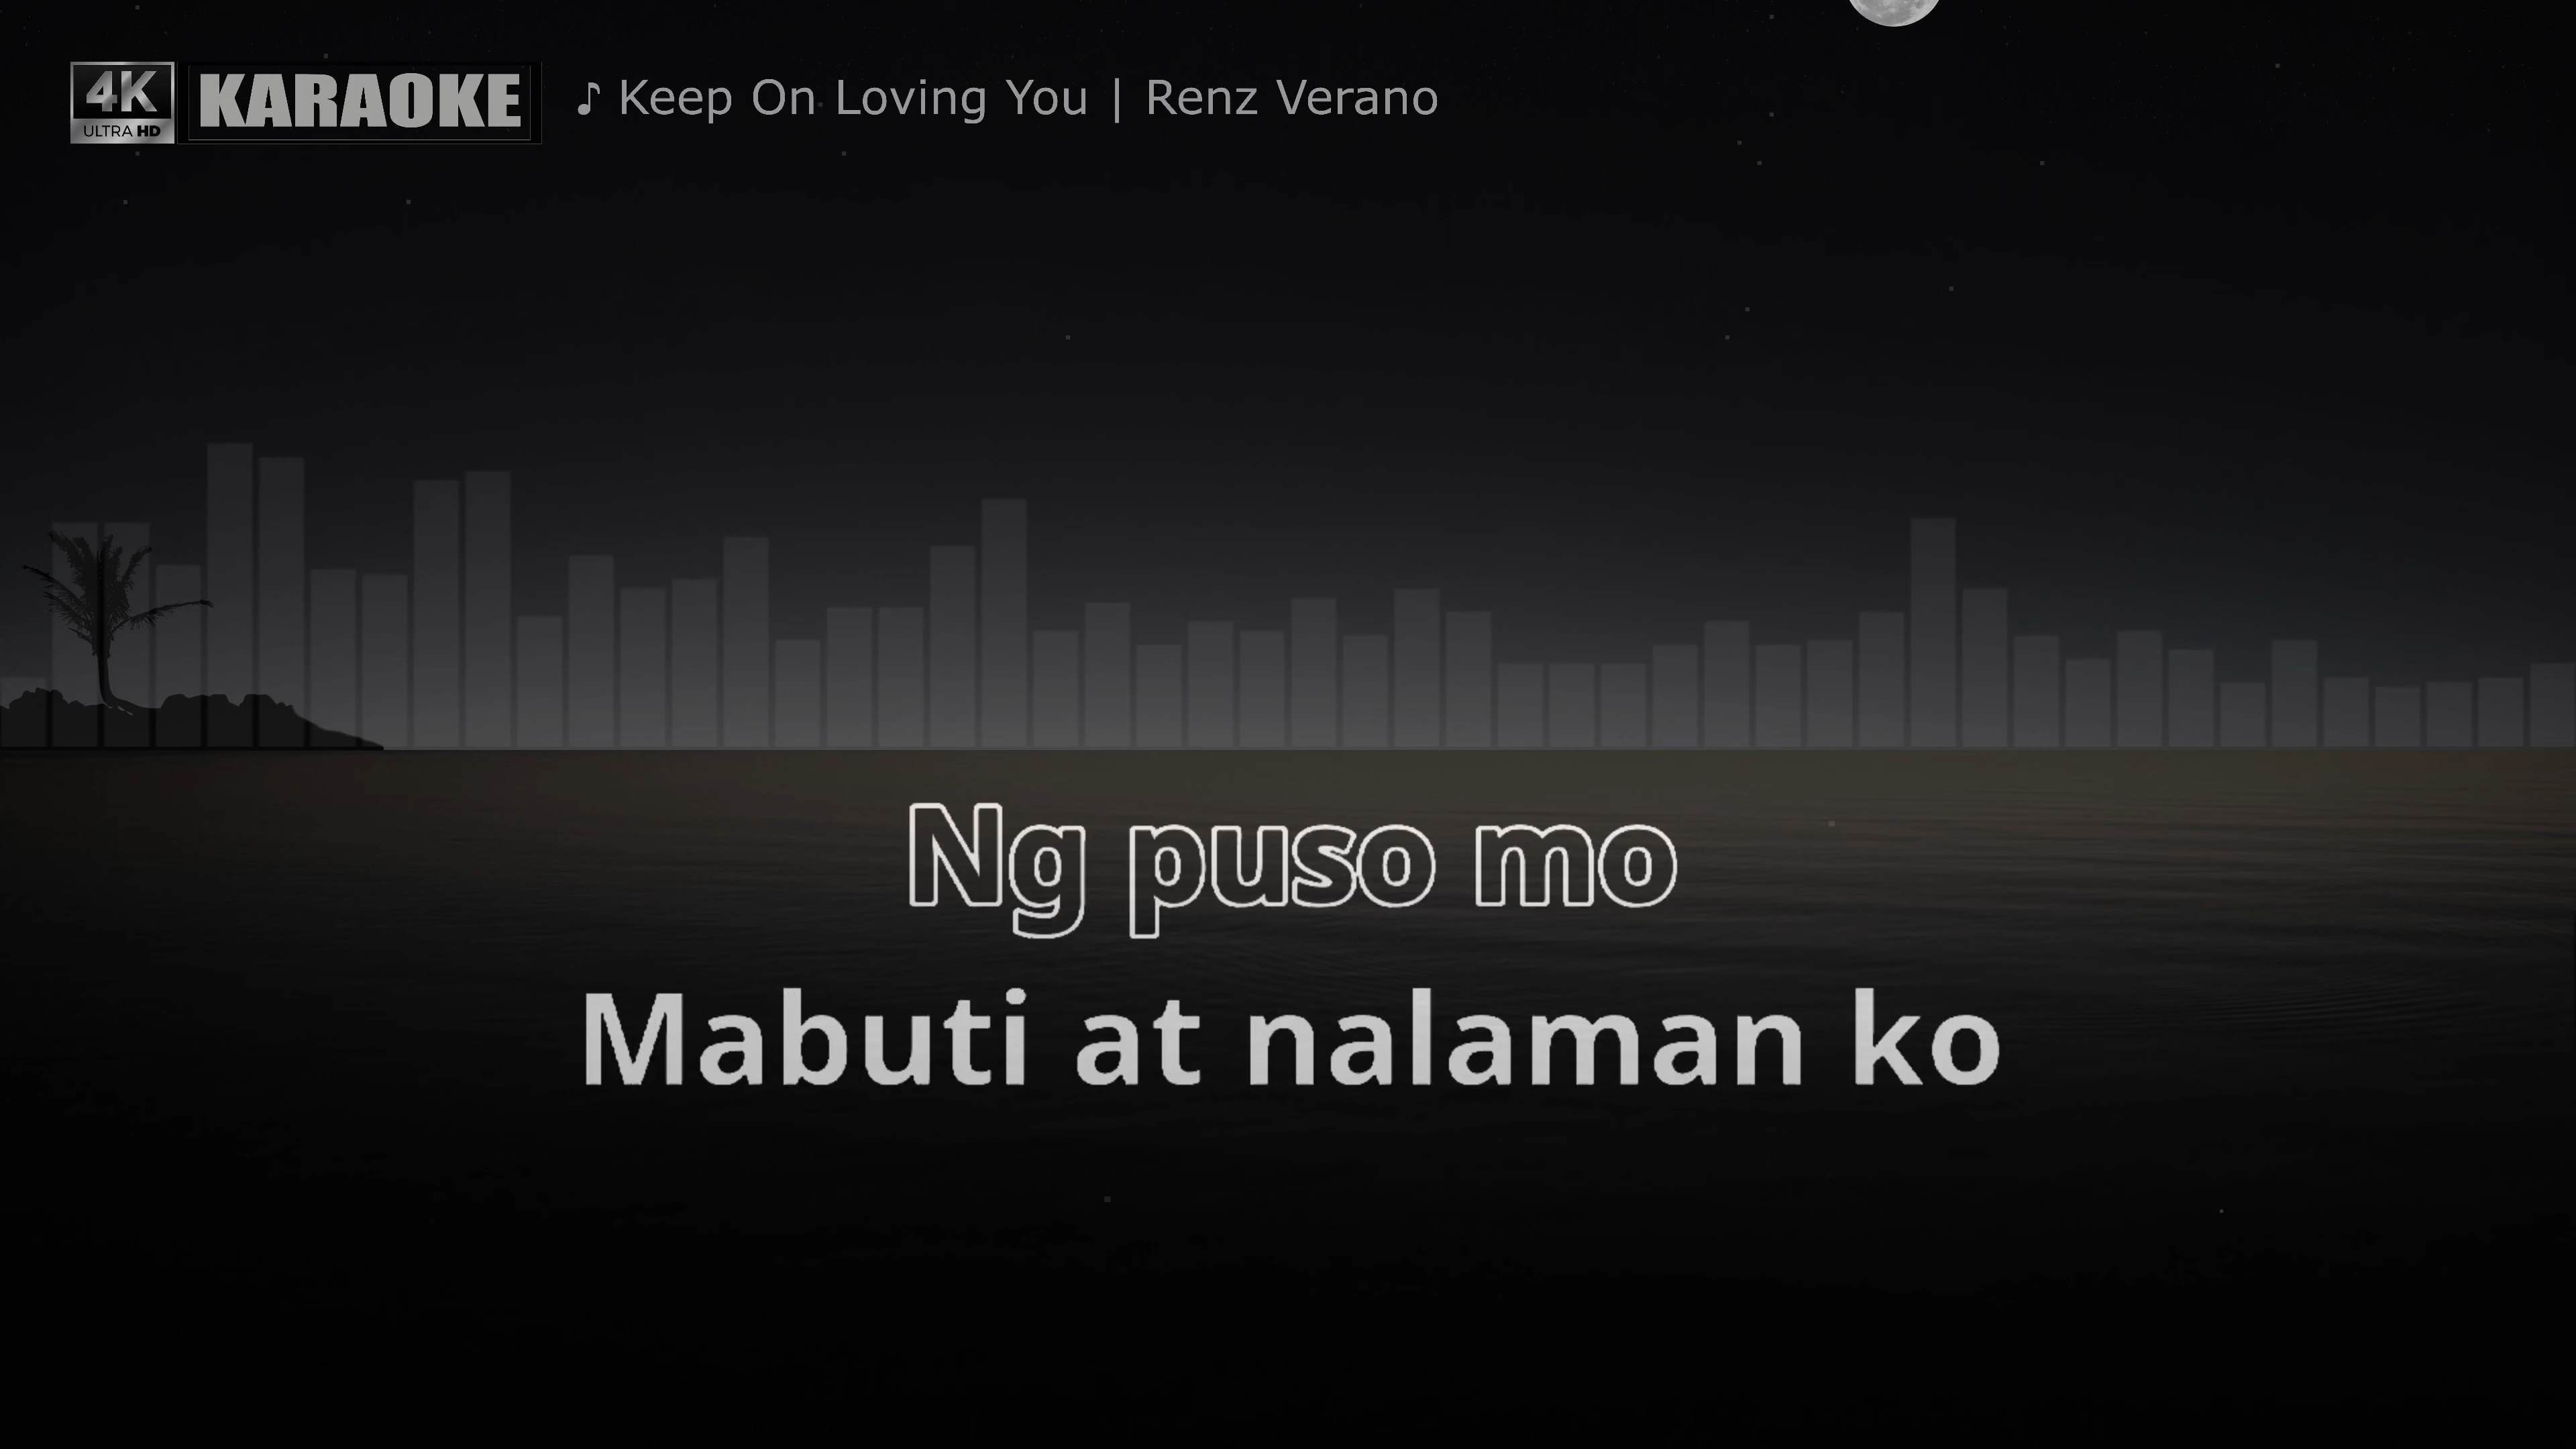 4K ULTRA HD KARAOKE ♪ Keep On Loving You | Renz Verano
Ng puso mo
Mabuti at nalaman ko